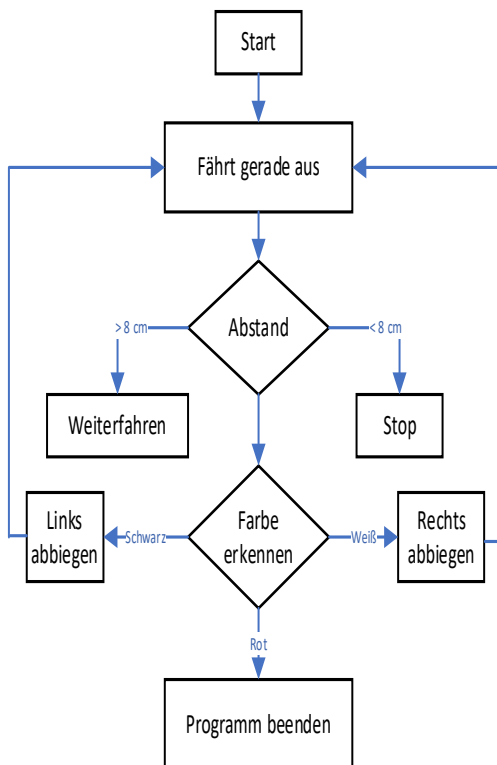 Start
Fährt gerade aus
> 8 cm
Abstand
< 8 cm
Weiterfahren
Stop
Links
abbiegen
Schwarz
Farbe
erkennen
Weiß
Rechts
abbiegen
Rot
Programm beenden